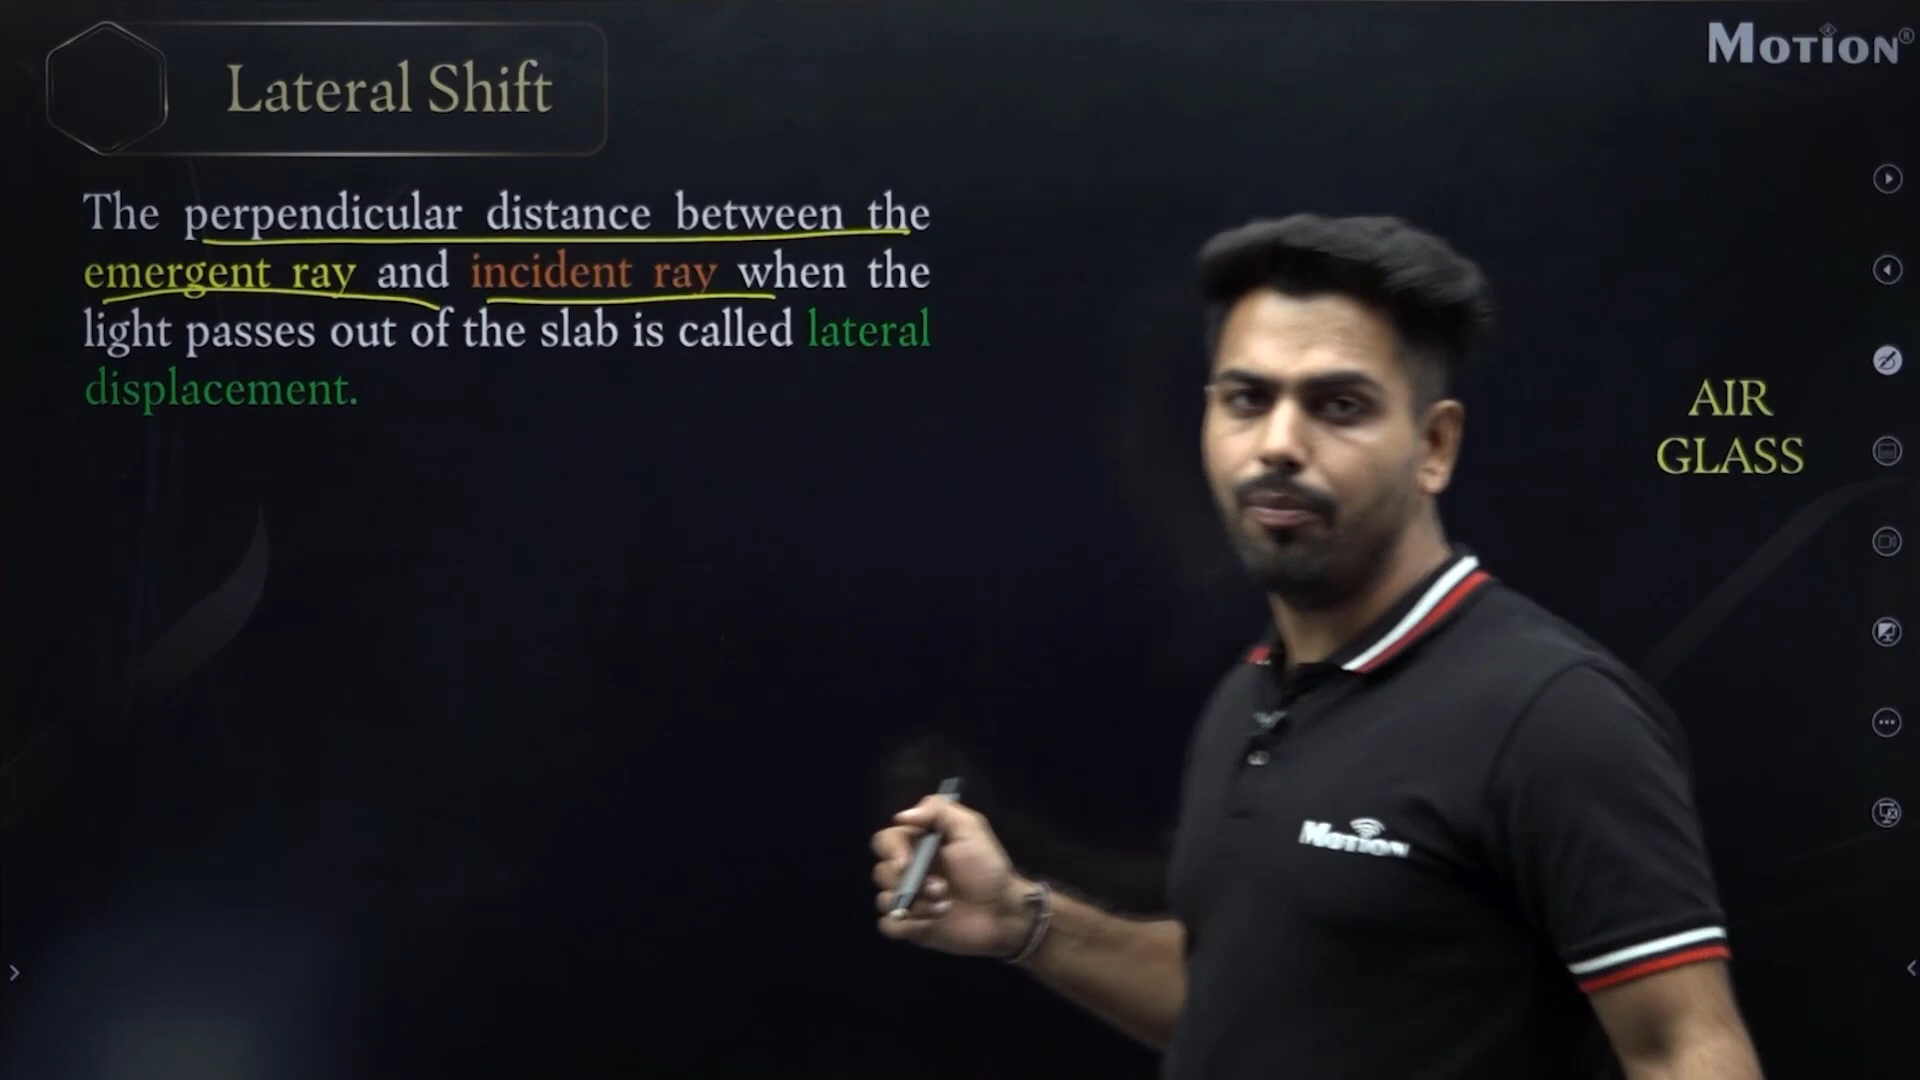 Lateral Shift
MOTION®
The perpendicular distance between the
emergent ray and incident ray when the
light passes out of the slab is called lateral
displacement.
AIR
GLASS
MOTION